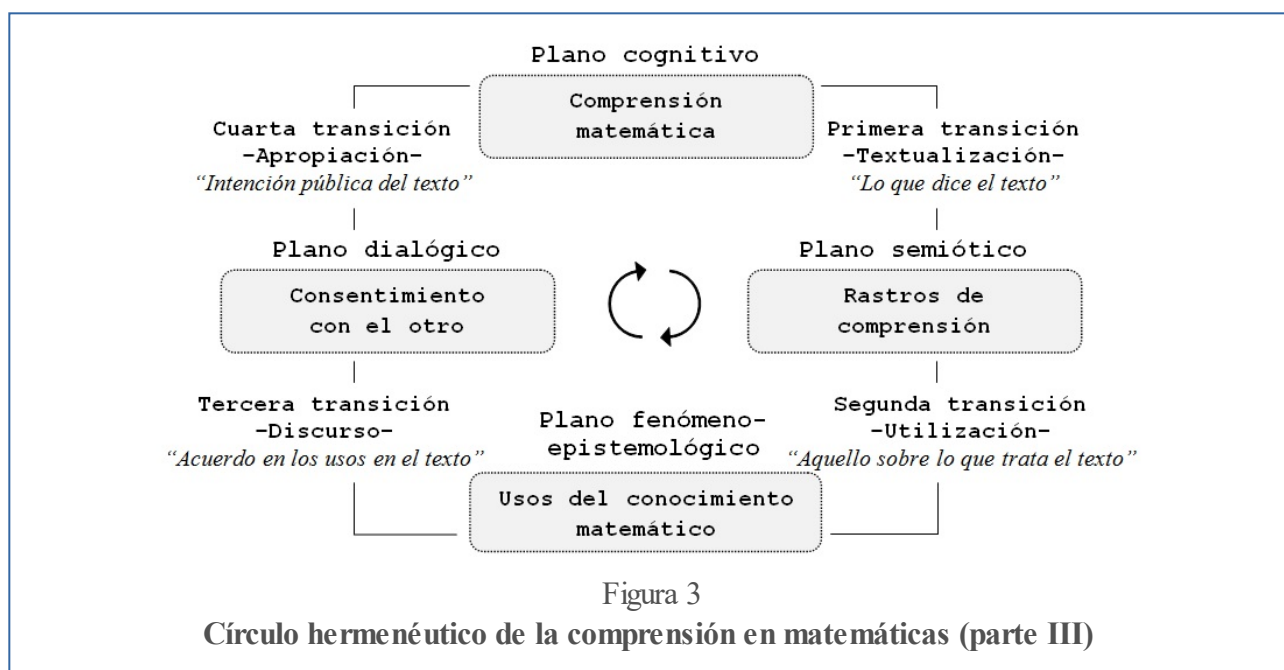 Plano cognitivo
Comprensión
matemática
Cuarta transición
-Apropiación-
“Intención pública del texto”
Primera transición
-Textualización-
“Lo que dice el texto”
Plano dialógico
Consentimiento
con el otro
Plano semiótico
Rastros de
comprensión
Tercera transición
-Discurso-
“Acuerdo en los usos en el texto”
Plano fenómeno-
epistemológico
Usos del conocimiento
matemático
Segunda transición
-Utilización-
“Aquello sobre lo que trata el texto”
Figura 3
Círculo hermenéutico de la comprensión en matemáticas (parte III)